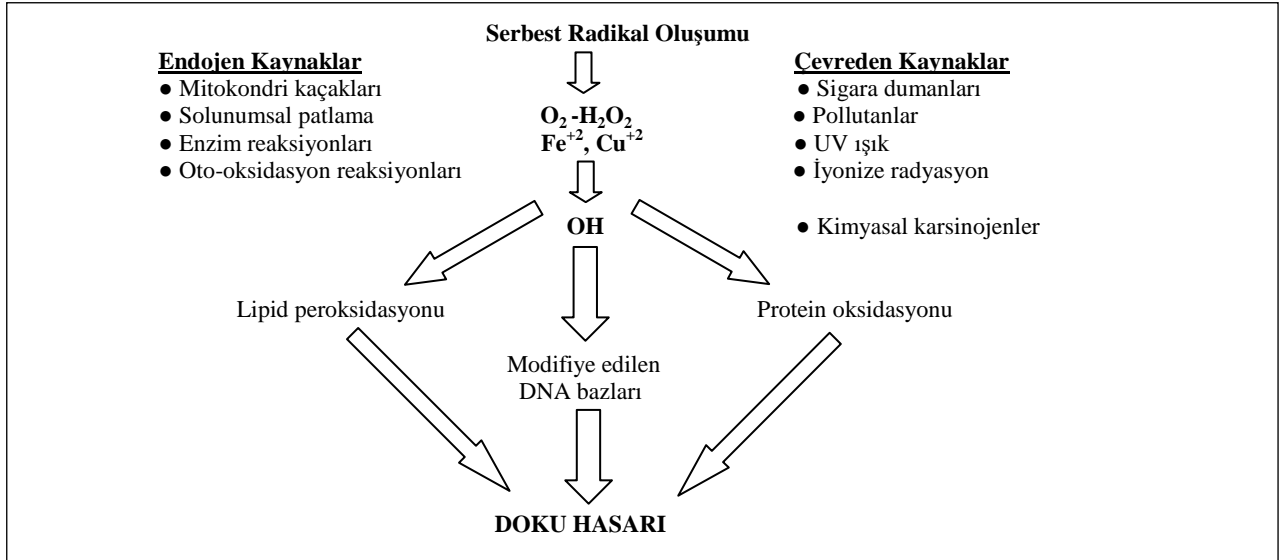 Serbest Radikal Oluşumu
Endojen Kaynaklar
● Mitokondri kaçakları
● Solunumsal patlama
● Enzim reaksiyonları
● Oto-oksidasyon reaksiyonları
O₂ -H₂O₂
Fe⁺², Cu⁺²
OH
Çevreden Kaynaklar
● Sigara dumanları
● Pollutanlar
● UV ışık
● İyonize radyasyon
● Kimyasal karsinojenler
Lipid peroksidasyonu
Modifiye edilen
DNA bazları
Protein oksidasyonu
DOKU HASARI